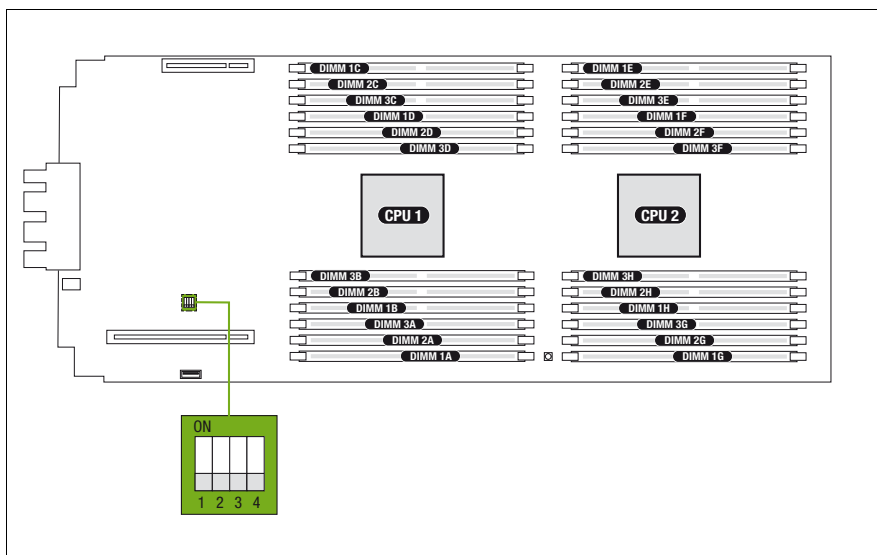 DIMM 1C
DIMM 2C
DIMM 3C
DIMM 1D
DIMM 2D
DIMM 3D
DIMM 1E
DIMM 2E
DIMM 3E
DIMM 1F
DIMM 2F
DIMM 3F
CPU 1
CPU 2
DIMM 3B
DIMM 2B
DIMM 1B
DIMM 3A
DIMM 2A
DIMM 1A
DIMM 3H
DIMM 2H
DIMM 1H
DIMM 3G
DIMM 2G
DIMM 1G
ON
1 2 3 4